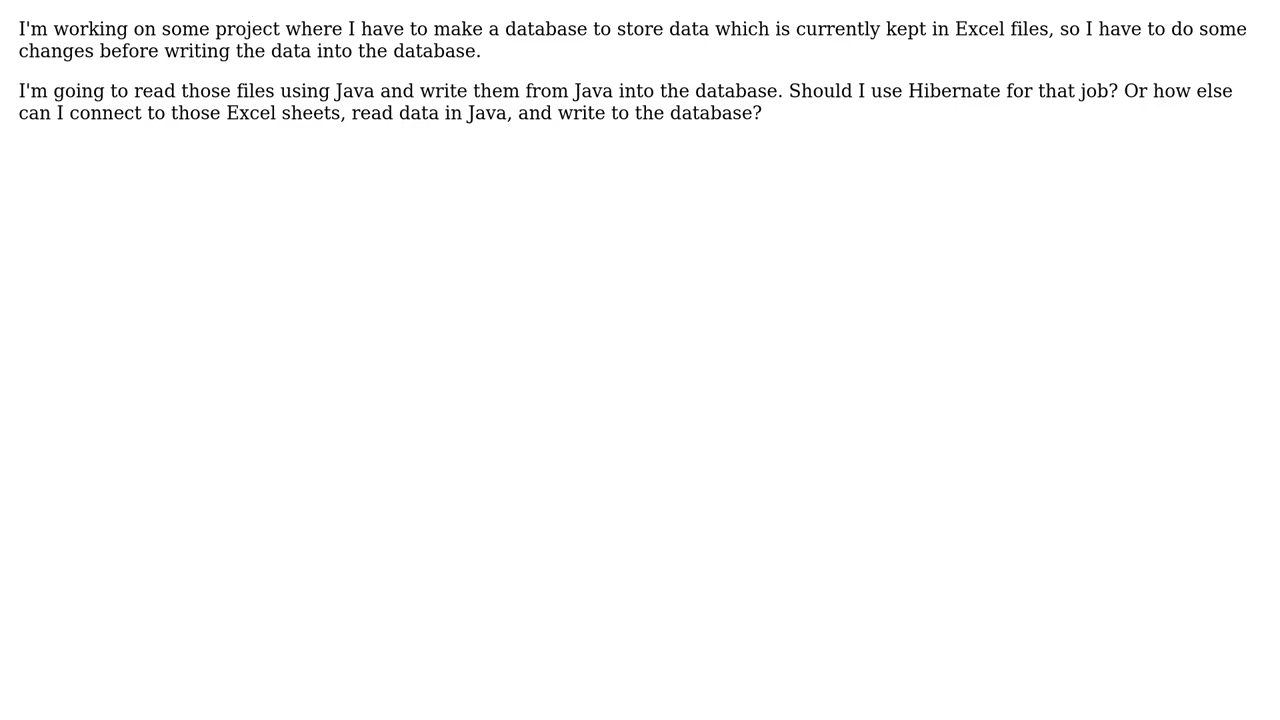 I'm working on some project where I have to make a database to store data which is currently kept in Excel files, so I have to do some
changes before writing the data into the database.
I'm going to read those files using Java and write them from Java into the database. Should I use Hibernate for that job? Or how else
can I connect to those Excel sheets, read data in Java, and write to the database?